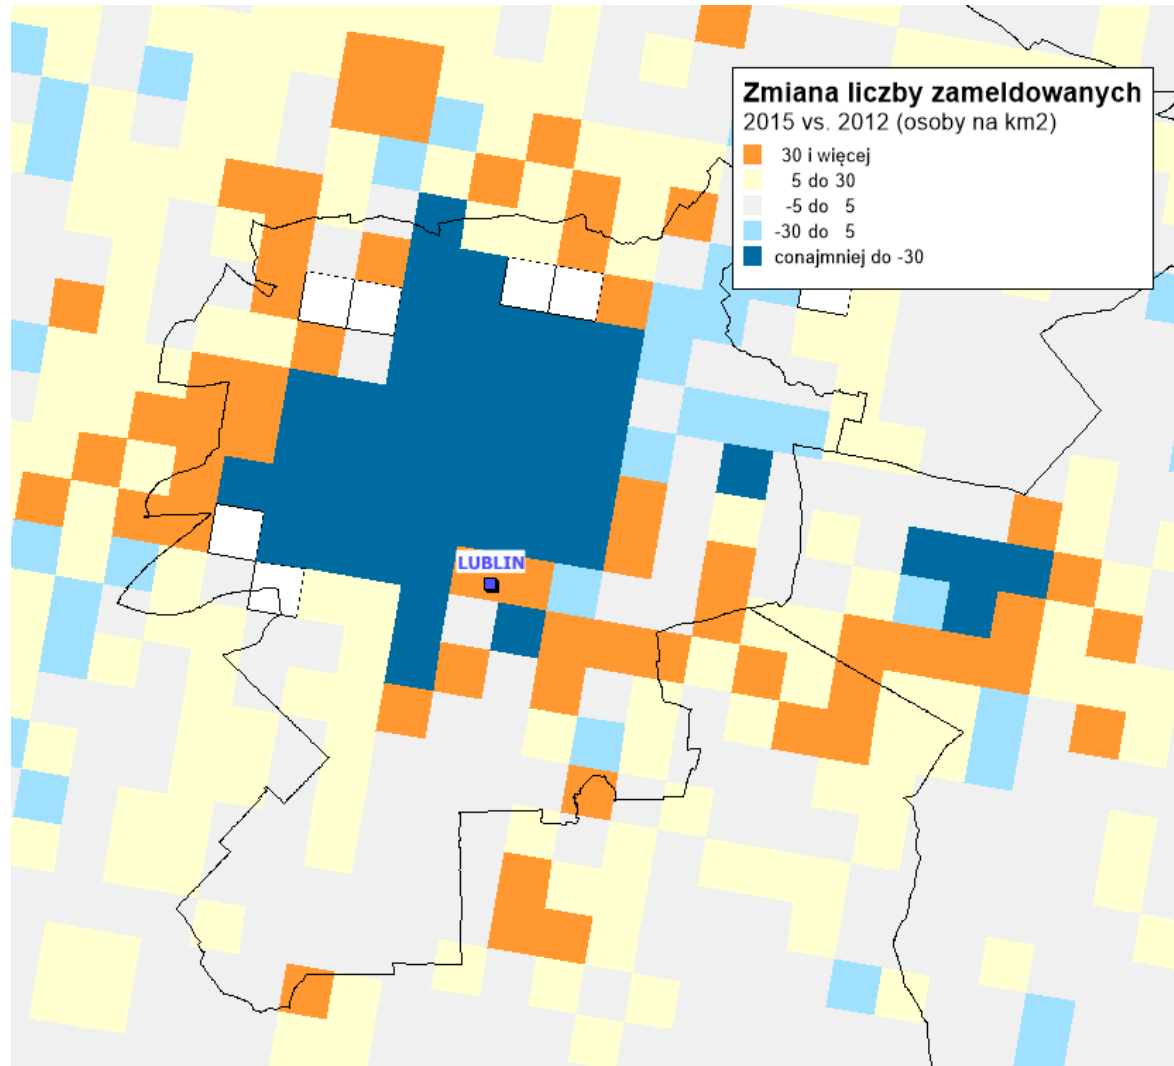 Zmiana liczby zameldowanych
2015 vs. 2012 (osoby na km2)
30 i więcej
5 do 30
-5 do 5
-30 do 5
conajmniej do -30
LUBLIN